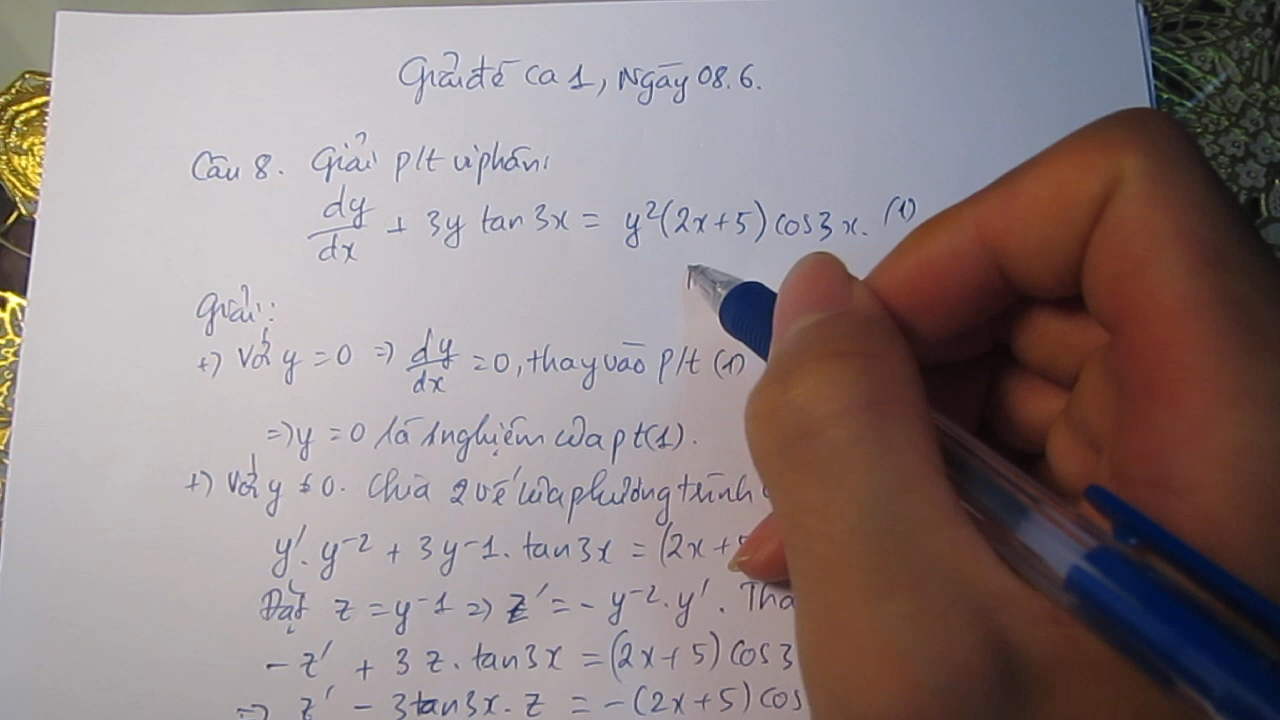 Giải đề ca 1, Ngày 08.6.
Câu 8. Giải p/t vi phân:
dy/dx + 3y tan 3x = y²(2x+5) cos 3x. (1)
Giải:
+) Với y = 0 => dy/dx = 0, thay vào p/t (1)
=> y = 0 là 1 nghiệm của pt (1).
+) Với y ≠ 0. Chia 2 vế của phương trình
y'. y⁻² + 3y⁻¹. tan 3x = (2x+5
Đặt z = y⁻¹ => z' = - y⁻². y'. Tha
- z' + 3 z. tan 3x = (2x+5) cos 3
=> z' - 3tan 3x. z = -(2x+5) cos